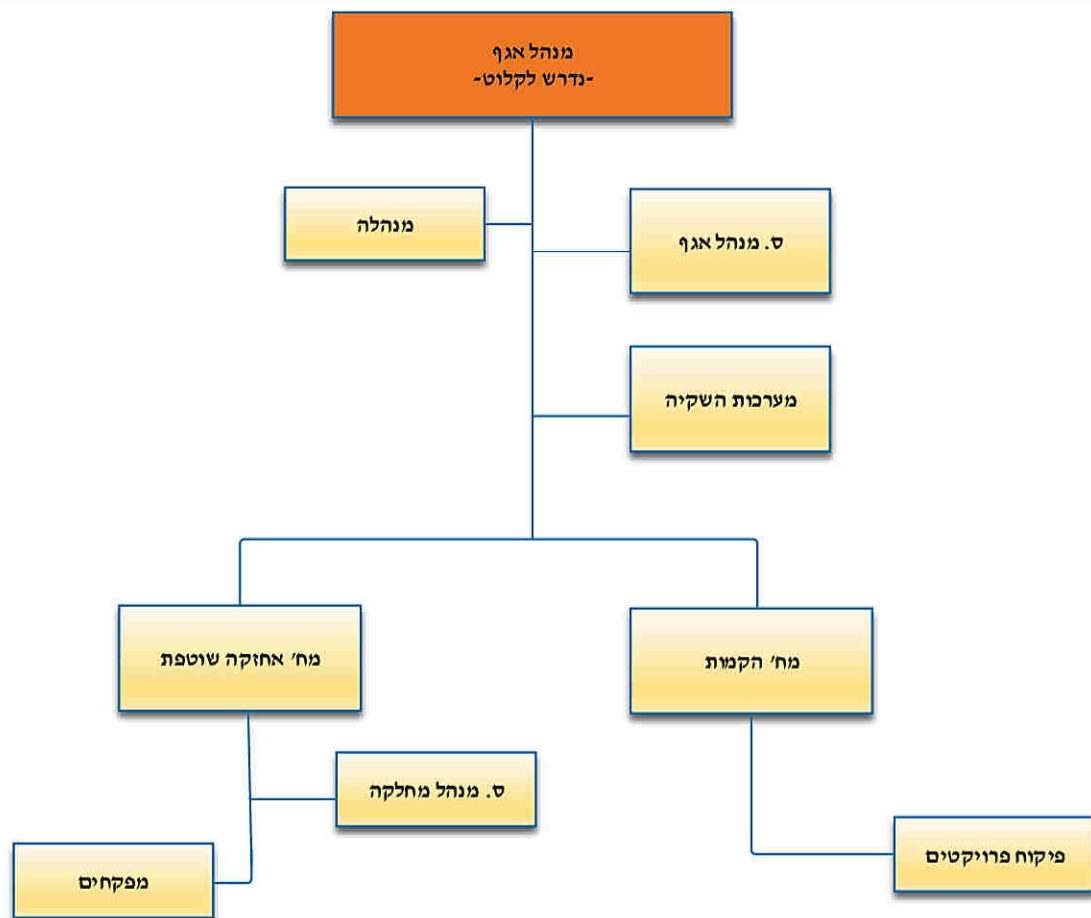 מנהל אגף
-נדרש לקלוט-
ס. מנהל אגף
מנהלה
מערכות השקיה
מח' הקמות
מח' אחזקה שוטפת
ס. מנהל מחלקה
פיקוח פרויקטים
מפקחים